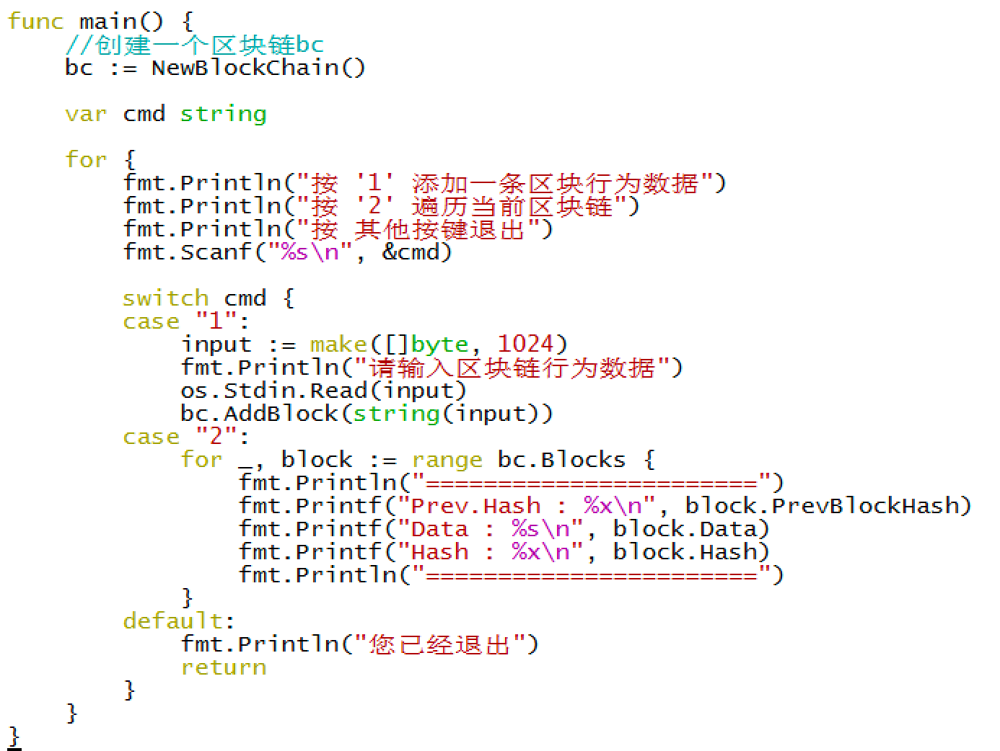 func main() {
//创建一个区块链bc
bc := NewBlockChain()
var cmd string
for {
fmt.Println("按 '1' 添加一条区块行为数据")
fmt.Println("按 '2' 遍历当前区块链")
fmt.Println("按 其他按键退出")
fmt.Scanf("%s\n", &cmd)
switch cmd {
case "1":
input := make([]byte, 1024)
fmt.Println("请输入区块链行为数据")
os.Stdin.Read(input)
bc.AddBlock(string(input))
case "2":
for _, block := range bc.Blocks {
fmt.Println("=======================")
fmt.Printf("Prev.Hash : %x\n", block.PrevBlockHash)
fmt.Printf("Data : %s\n", block.Data)
fmt.Printf("Hash : %x\n", block.Hash)
fmt.Println("=======================")
}
default:
fmt.Println("您已经退出")
return
}
}
}